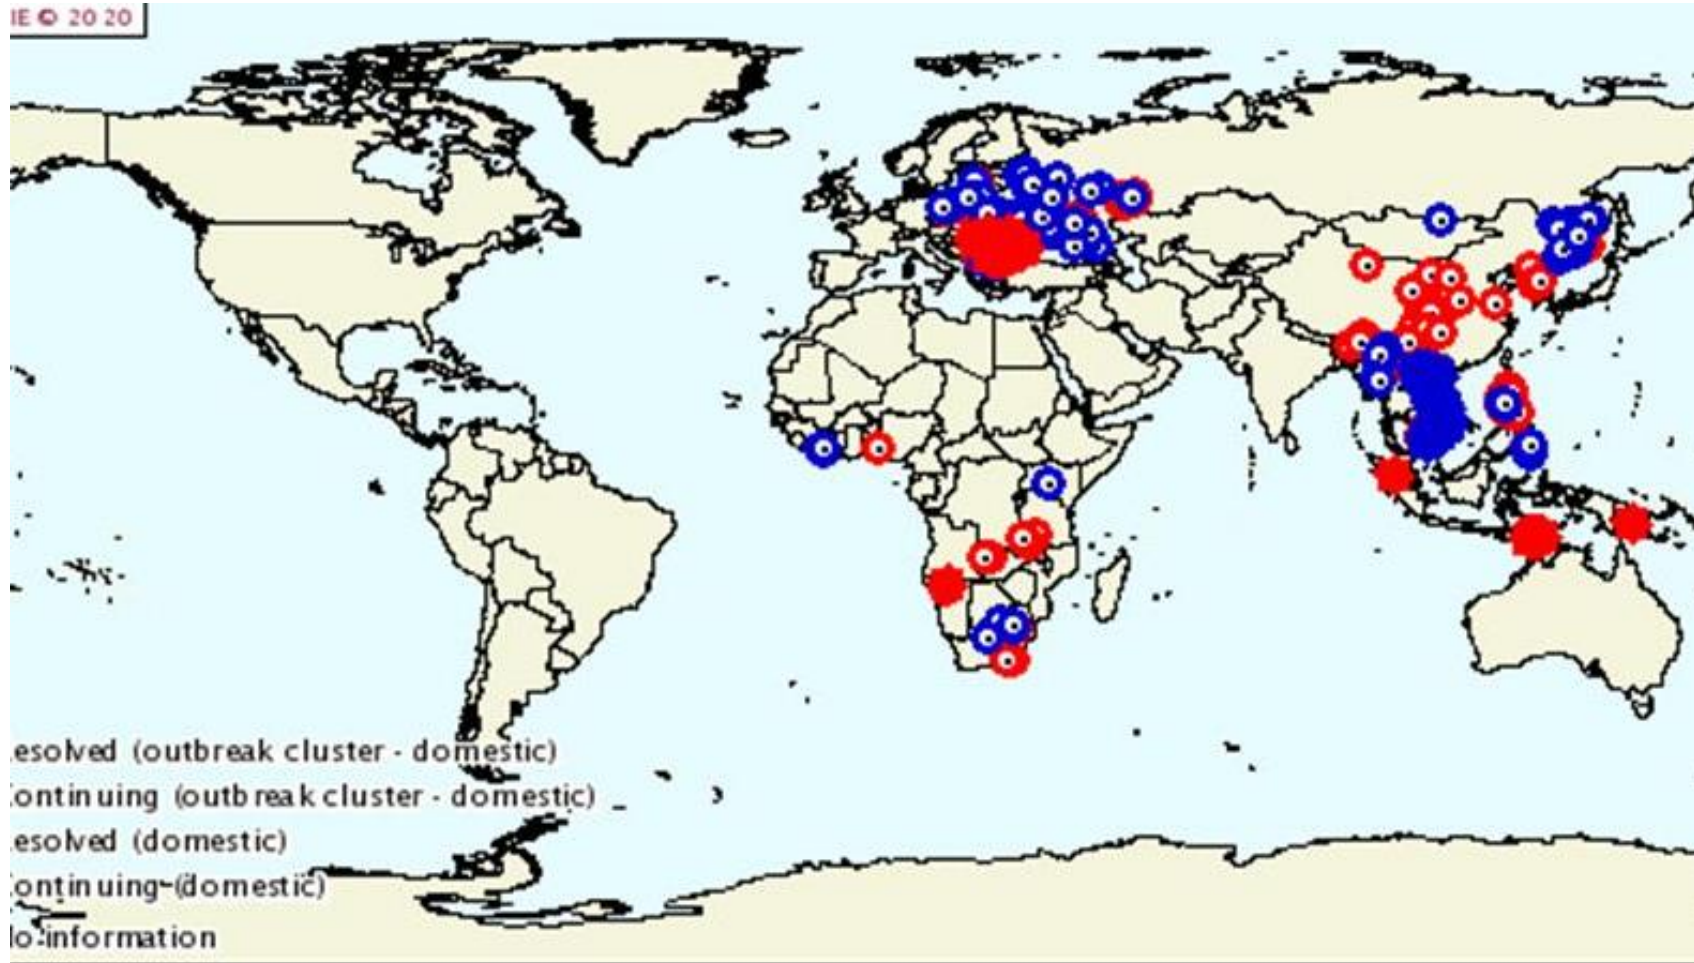 IE © 20 20
esolved (outbreak cluster - domestic)
ontinuing (outbreak cluster - domestic)
esolved (domestic)
ontinuing (domestic)
o information